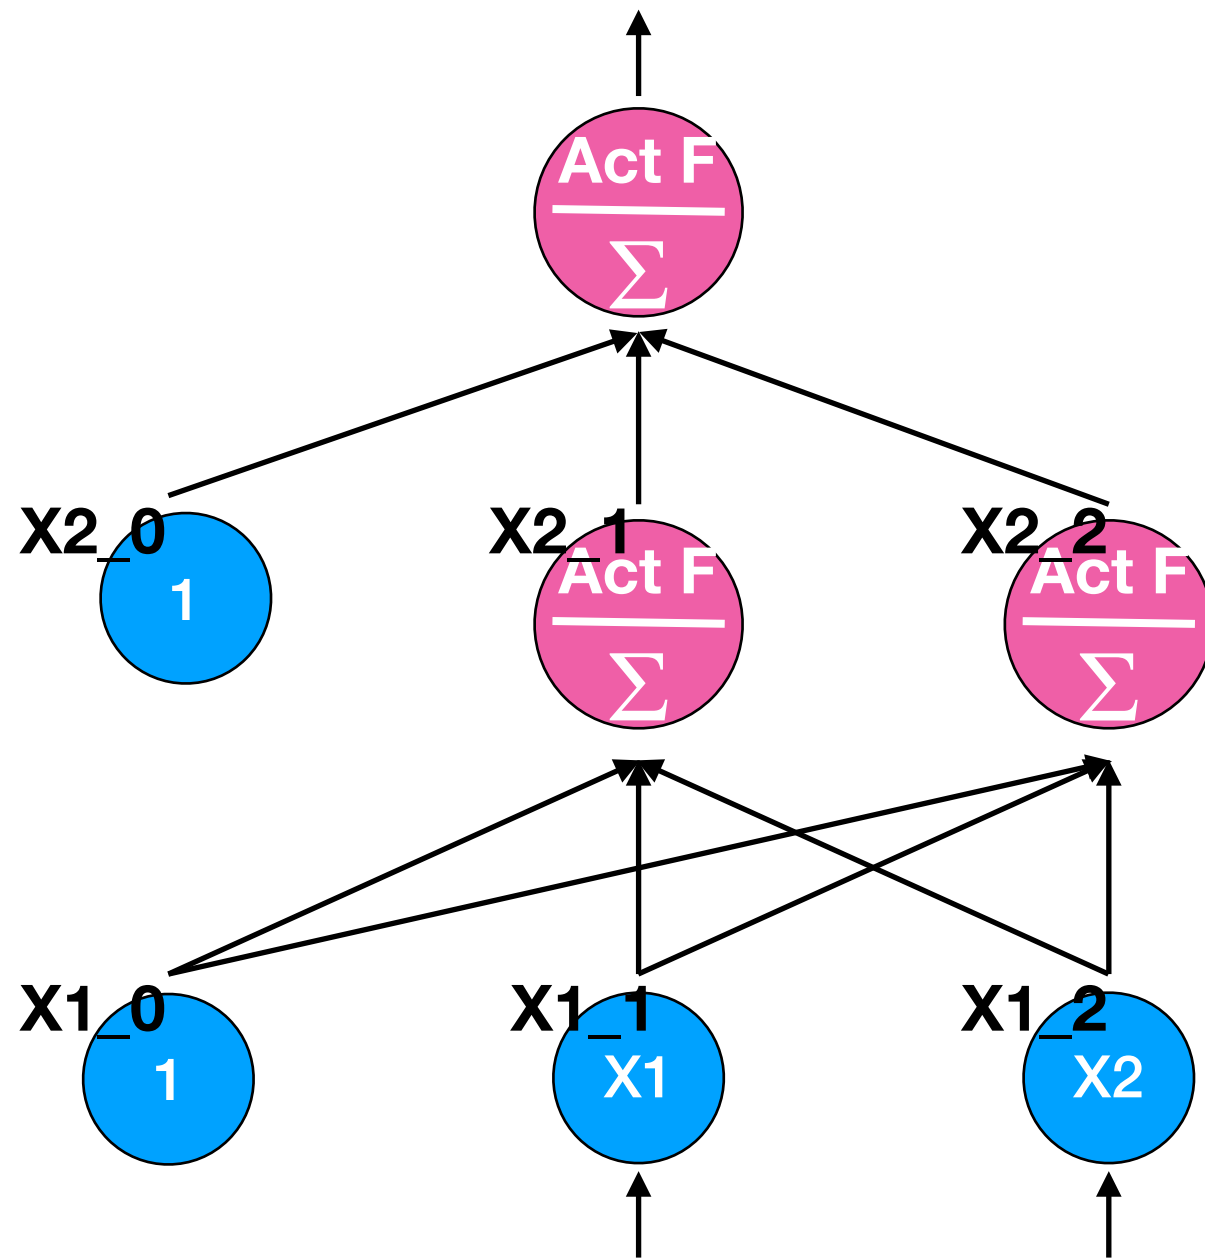 Act F
Σ
X2_0
1
X2_1
Act F
Σ
X2_2
Act F
Σ
X1_0
1
X1_1
X1
X1_2
X2